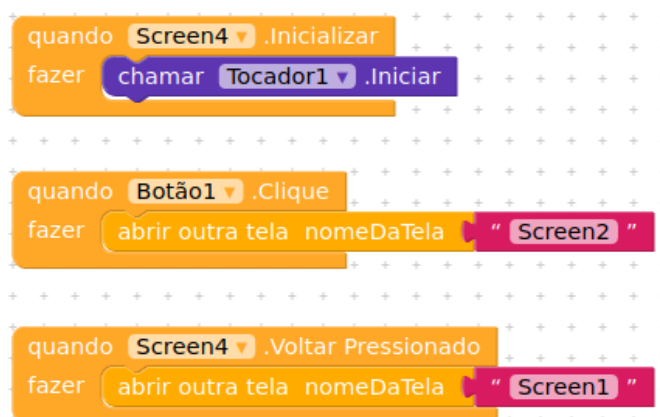 quando Screen4 .Inicializar
fazer chamar Tocador1 .Iniciar
quando Botão1 .Clique
fazer abrir outra tela nomeDaTela " Screen2 "
quando Screen4 .Voltar Pressionado
fazer abrir outra tela nomeDaTela " Screen1 "